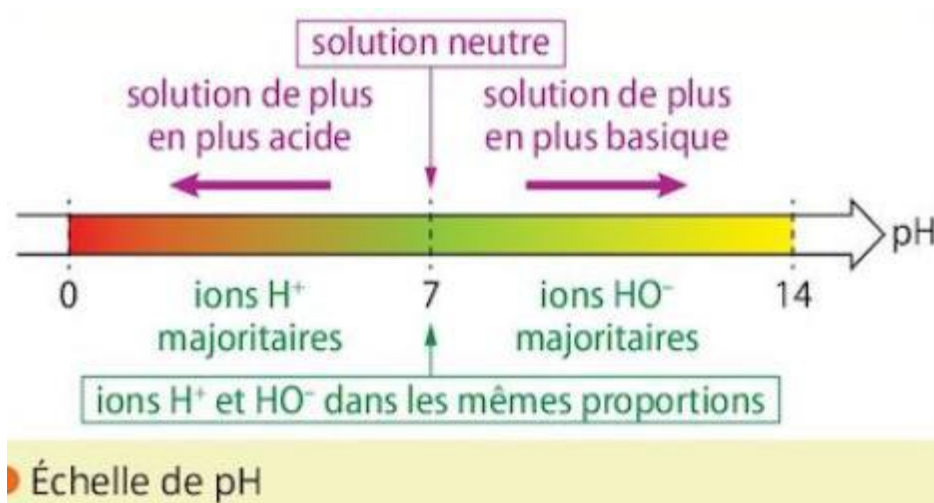 solution neutre
solution de plus
en plus acide
solution de plus
en plus basique
pH
0
ions H⁺
majoritaires
7
ions HO⁻
majoritaires
14
ions H⁺ et HO⁻ dans les mêmes proportions
Échelle de pH